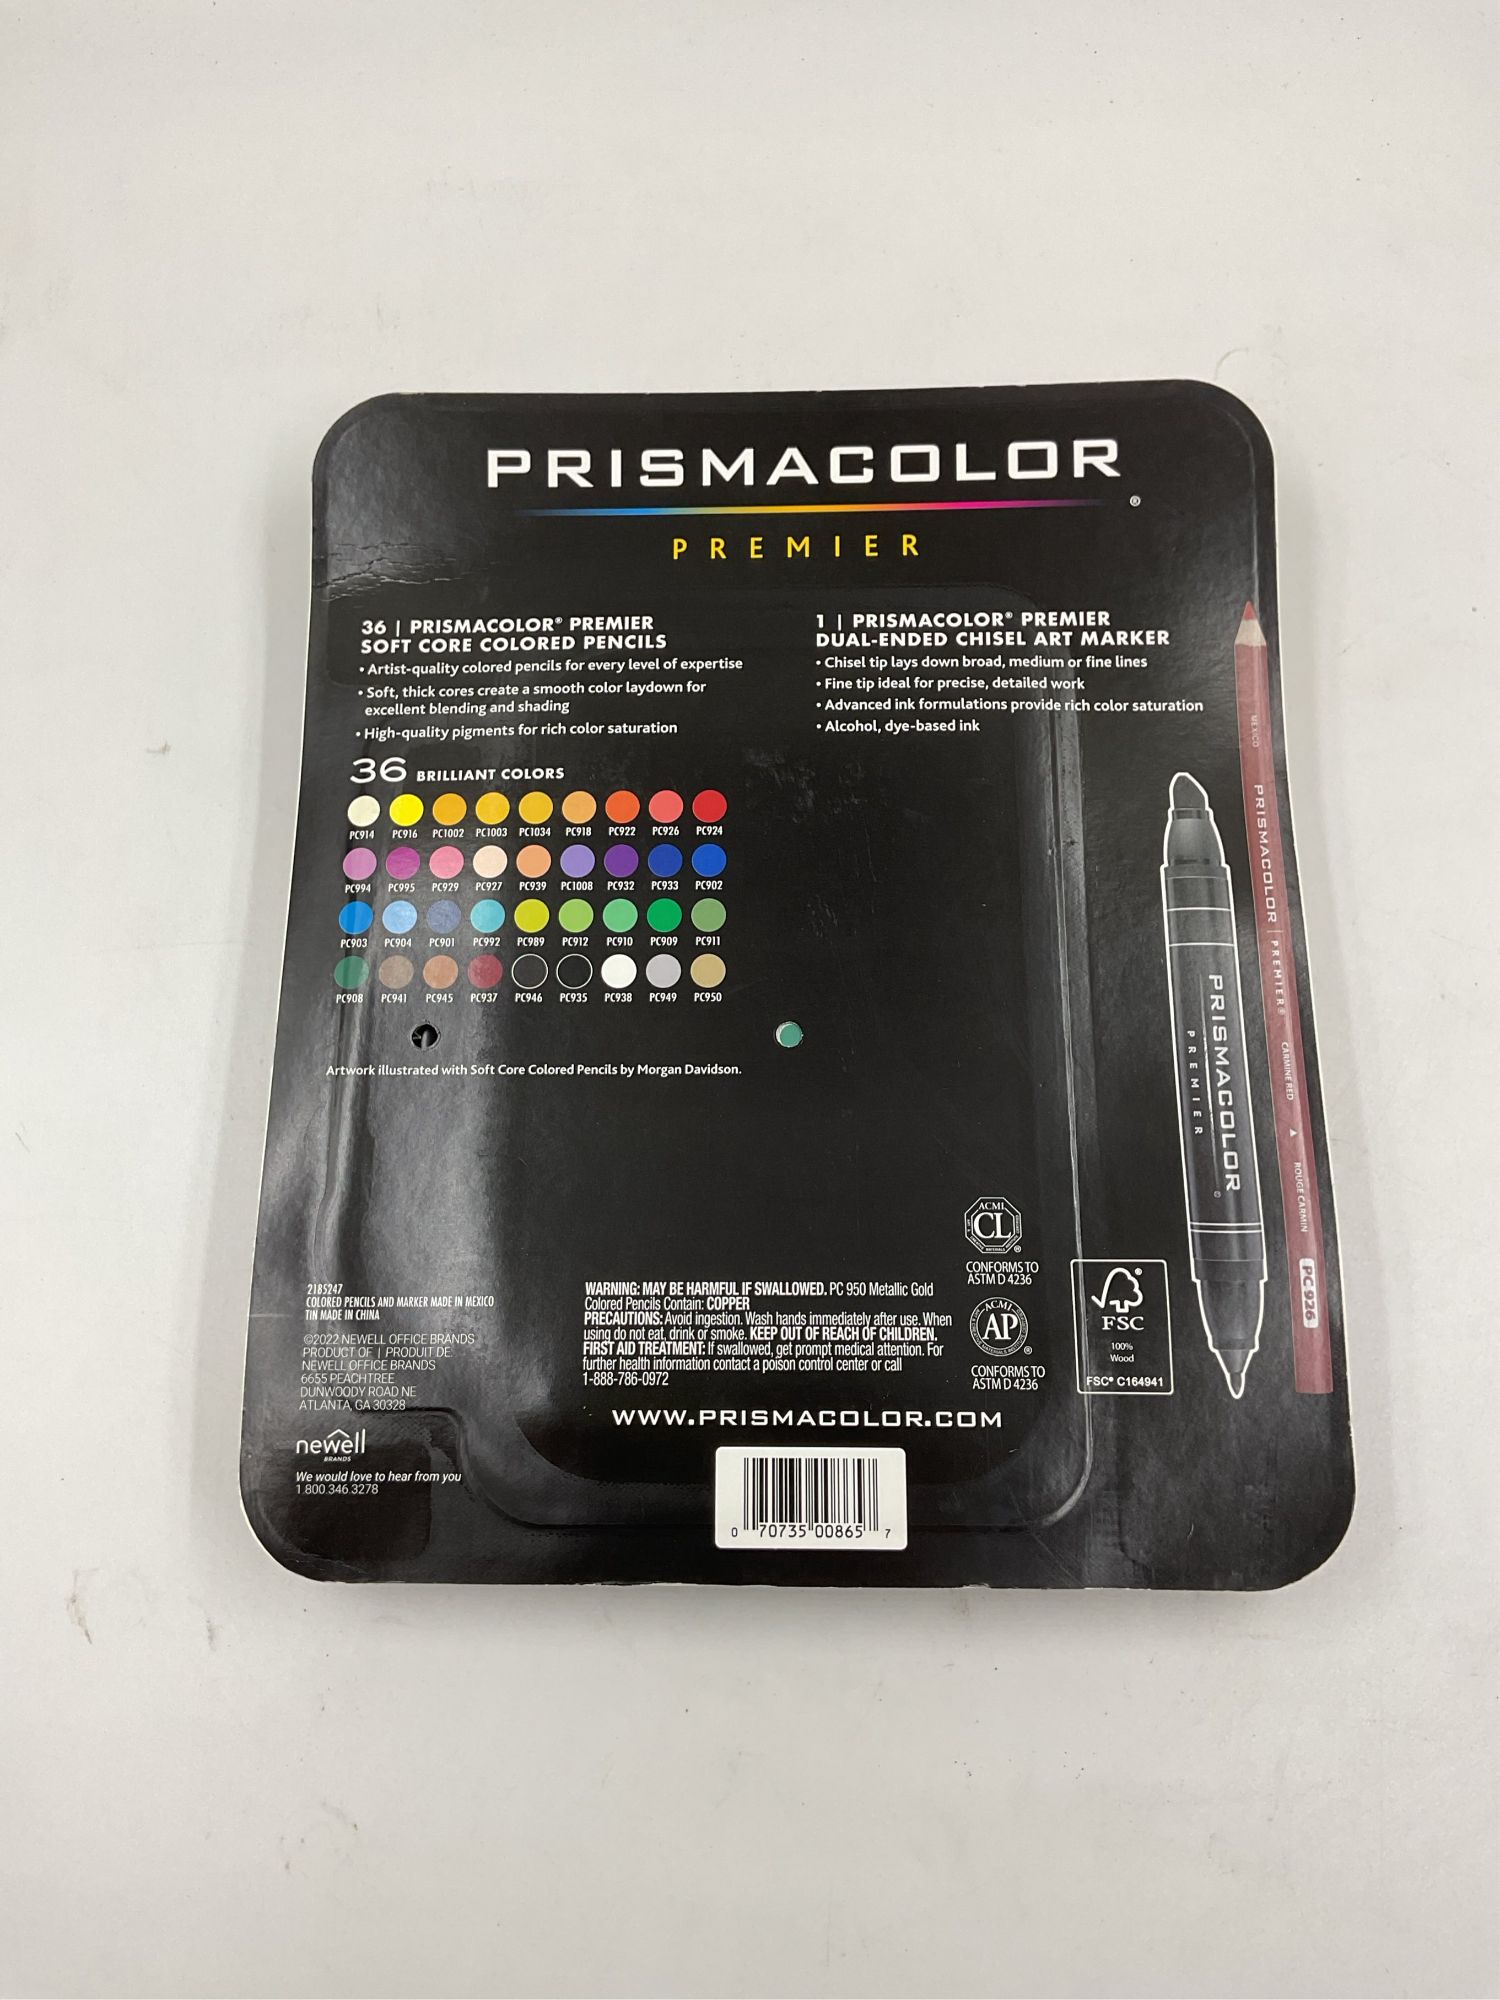 PRISMACOLOR
®
PREMIER
36 | PRISMACOLOR® PREMIER
SOFT CORE COLORED PENCILS
• Artist-quality colored pencils for every level of expertise
• Soft, thick cores create a smooth color laydown for
excellent blending and shading
• High-quality pigments for rich color saturation
1 | PRISMACOLOR® PREMIER
DUAL-ENDED CHISEL ART MARKER
• Chisel tip lays down broad, medium or fine lines
• Fine tip ideal for precise, detailed work
• Advanced ink formulations provide rich color saturation
• Alcohol, dye-based ink
36 BRILLIANT COLORS
PC914 PC916 PC1002 PC1003 PC1034 PC918 PC922 PC926 PC924
PC994 PC995 PC929 PC927 PC939 PC1008 PC932 PC933 PC902
PC903 PC904 PC901 PC992 PC989 PC912 PC910 PC909 PC911
PC908 PC941 PC945 PC937 PC946 PC935 PC938 PC949 PC950
Artwork illustrated with Soft Core Colored Pencils by Morgan Davidson.
MEXICO PRISMACOLOR | PREMIER® CARMINE RED ▲ ROUGE CARMIN PC 926
PRISMACOLOR®
PREMIER
2185247
COLORED PENCILS AND MARKER MADE IN MEXICO
TIN MADE IN CHINA
©2022 NEWELL OFFICE BRANDS
PRODUCT OF | PRODUIT DE:
NEWELL OFFICE BRANDS
6655 PEACHTREE
DUNWOODY ROAD NE
ATLANTA, GA 30328
newell
BRANDS
We would love to hear from you
1.800.346.3278
WARNING: MAY BE HARMFUL IF SWALLOWED. PC 950 Metallic Gold
Colored Pencils Contain: COPPER
PRECAUTIONS: Avoid ingestion. Wash hands immediately after use. When
using do not eat, drink or smoke. KEEP OUT OF REACH OF CHILDREN.
FIRST AID TREATMENT: If swallowed, get prompt medical attention. For
further health information contact a poison control center or call
1-888-786-0972
ACMI
CL
®
CONFORMS TO
ASTM D 4236
ACMI
AP
®
CONFORMS TO
ASTM D 4236
®
FSC
100%
Wood
FSC® C164941
WWW.PRISMACOLOR.COM
0 70735 00865 7